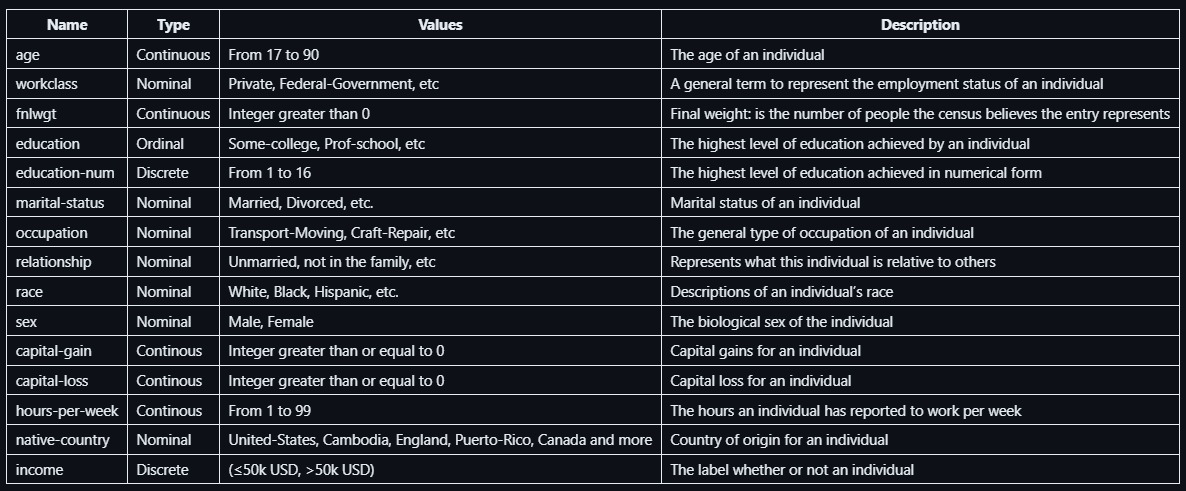 Name Type Values Description
age Continuous From 17 to 90 The age of an individual
workclass Nominal Private, Federal-Government, etc A general term to represent the employment status of an individual
fnlwgt Continuous Integer greater than 0 Final weight: is the number of people the census believes the entry represents
education Ordinal Some-college, Prof-school, etc The highest level of education achieved by an individual
education-num Discrete From 1 to 16 The highest level of education achieved in numerical form
marital-status Nominal Married, Divorced, etc. Marital status of an individual
occupation Nominal Transport-Moving, Craft-Repair, etc The general type of occupation of an individual
relationship Nominal Unmarried, not in the family, etc Represents what this individual is relative to others
race Nominal White, Black, Hispanic, etc. Descriptions of an individual's race
sex Nominal Male, Female The biological sex of the individual
capital-gain Continous Integer greater than or equal to 0 Capital gains for an individual
capital-loss Continous Integer greater than or equal to 0 Capital loss for an individual
hours-per-week Continous From 1 to 99 The hours an individual has reported to work per week
native-country Nominal United-States, Cambodia, England, Puerto-Rico, Canada and more Country of origin for an individual
income Discrete (≤50k USD, >50k USD) The label whether or not an individual